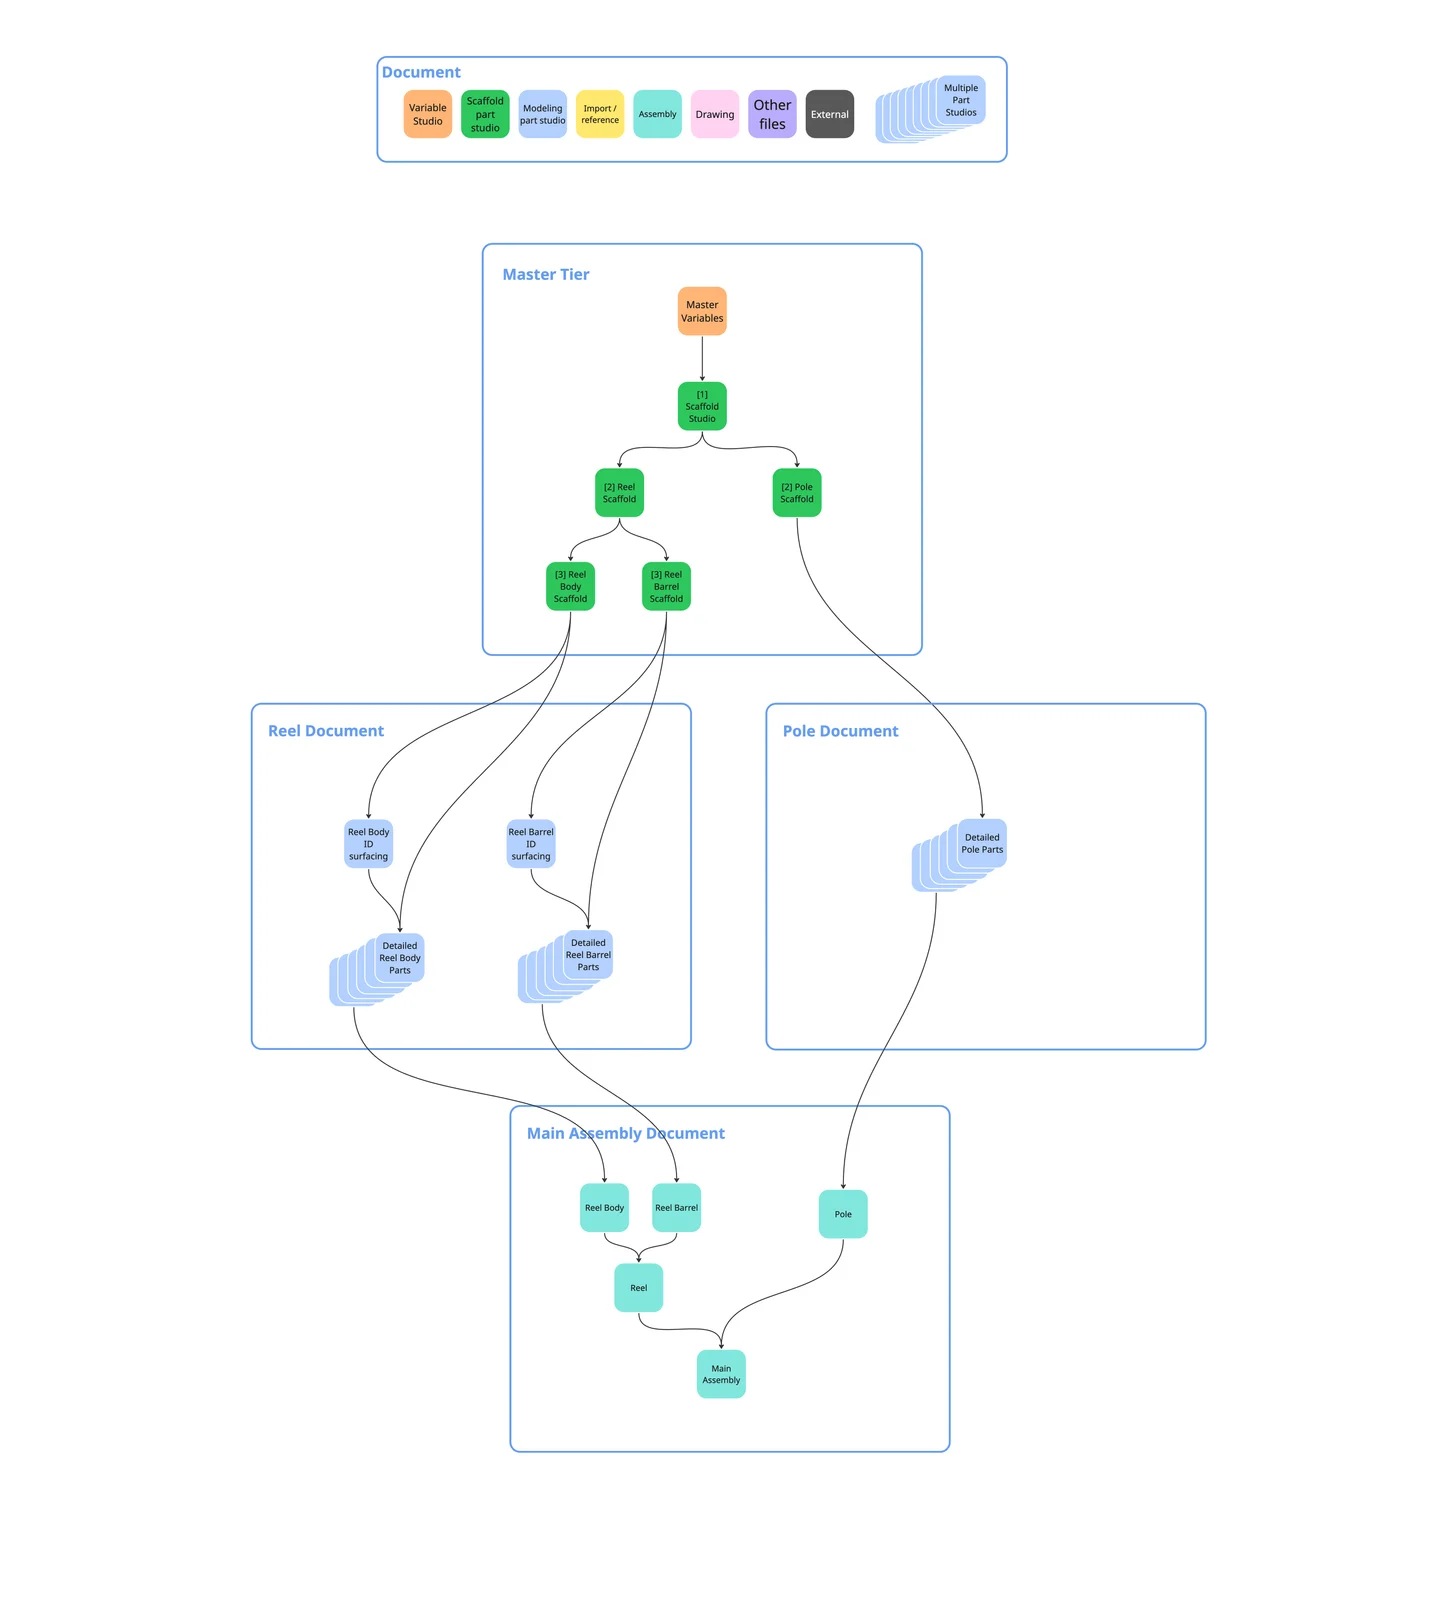 Document
Variable
Studio
Scaffold
part
studio
Modeling
part studio
Import /
reference
Assembly
Drawing
Other
files
External
Multiple
Part
Studios
Master Tier
Master
Variables
[1]
Scaffold
Studio
[2] Reel
Scaffold
[2] Pole
Scaffold
[3] Reel
Body
Scaffold
[3] Reel
Barrel
Scaffold
Reel Document
Reel Body
ID
surfacing
Reel Barrel
ID
surfacing
Detailed
Reel Body
Parts
Detailed
Reel Barrel
Parts
Pole Document
Detailed
Pole Parts
Main Assembly Document
Reel Body
Reel Barrel
Pole
Reel
Main
Assembly